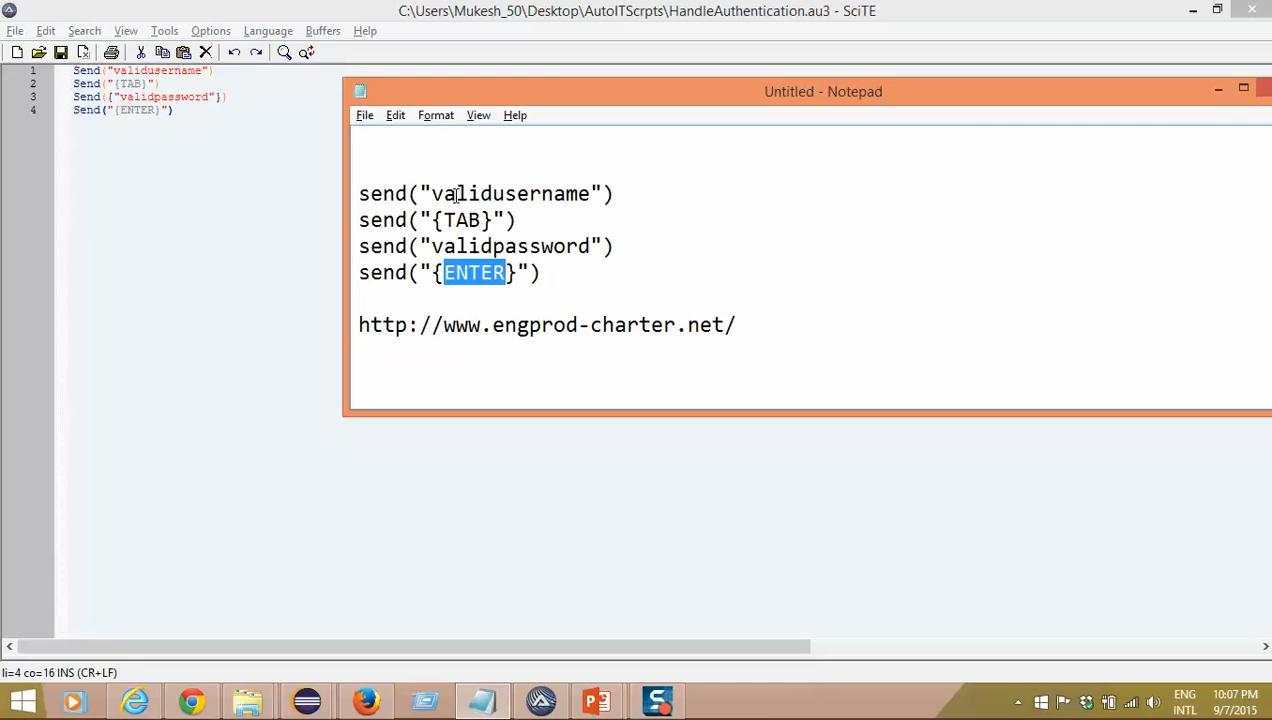 C:\Users\Mukesh_50\Desktop\AutoITScrpts\HandleAuthentication.au3 - SciTE
File Edit Search View Tools Options Language Buffers Help
1 Send("validusername")
2 Send("{TAB}")
3 Send({"validpassword"})
4 Send("{ENTER}")
Untitled - Notepad
File Edit Format View Help
send("validusername")
send("{TAB}")
send("validpassword")
send("{ENTER}")
http://www.engprod-charter.net/
li=4 co=16 INS (CR+LF)
ENG 10:07 PM
INTL 9/7/2015